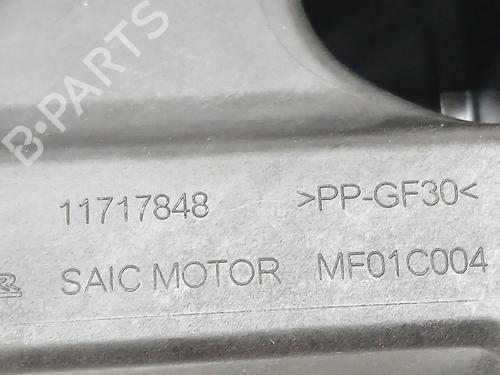 B-PARTS
11717848 >PP-GF30<
SAIC MOTOR MF01C004